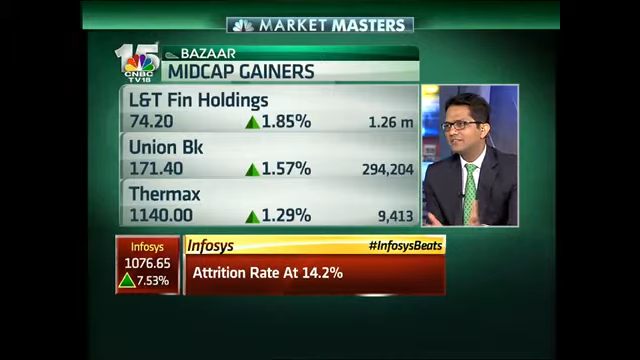 MARKET MASTERS
15
CNBC
TV18
BAZAAR
MIDCAP GAINERS
L&T Fin Holdings
74.20 1.85% 1.26 m
Union Bk
171.40 1.57% 294,204
Thermax
1140.00 1.29% 9,413
Infosys
1076.65
7.53%
Infosys #InfosysBeats
Attrition Rate At 14.2%